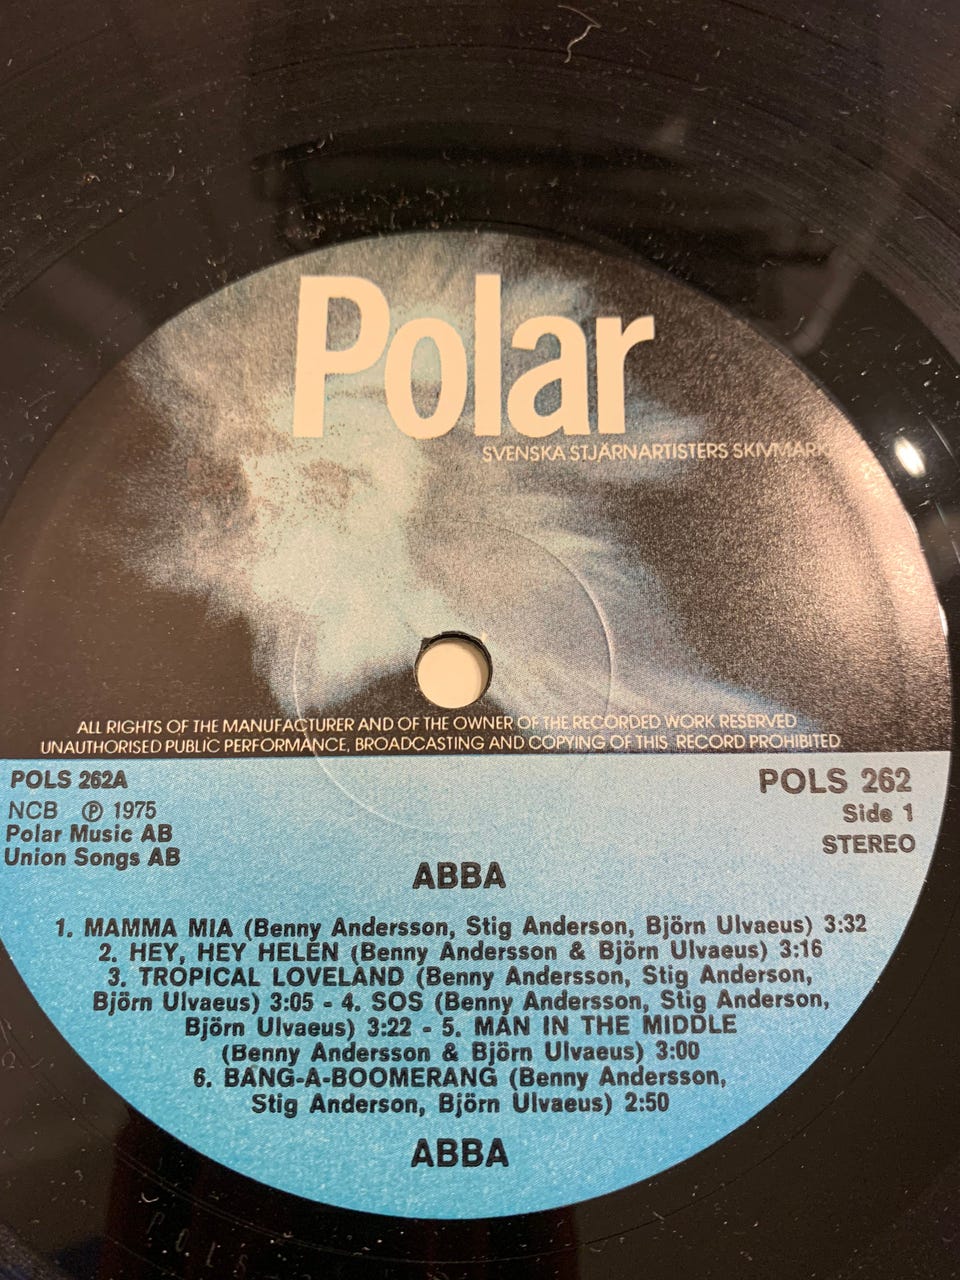 Polar
SVENSKA STJÄRNARTISTERS SKIVMÄRKE
ALL RIGHTS OF THE MANUFACTURER AND OF THE OWNER OF THE RECORDED WORK RESERVED
UNAUTHORISED PUBLIC PERFORMANCE, BROADCASTING AND COPYING OF THIS RECORD PROHIBITED
POLS 262A
NCB ℗ 1975
Polar Music AB
Union Songs AB
POLS 262
Side 1
STEREO
ABBA
1. MAMMA MIA (Benny Andersson, Stig Anderson, Björn Ulvaeus) 3:32
2. HEY, HEY HELEN (Benny Andersson & Björn Ulvaeus) 3:16
3. TROPICAL LOVELAND (Benny Andersson, Stig Anderson,
Björn Ulvaeus) 3:05 - 4. SOS (Benny Andersson, Stig Anderson,
Björn Ulvaeus) 3:22 - 5. MAN IN THE MIDDLE
(Benny Andersson & Björn Ulvaeus) 3:00
6. BANG-A-BOOMERANG (Benny Andersson,
Stig Anderson, Björn Ulvaeus) 2:50
ABBA
POLS